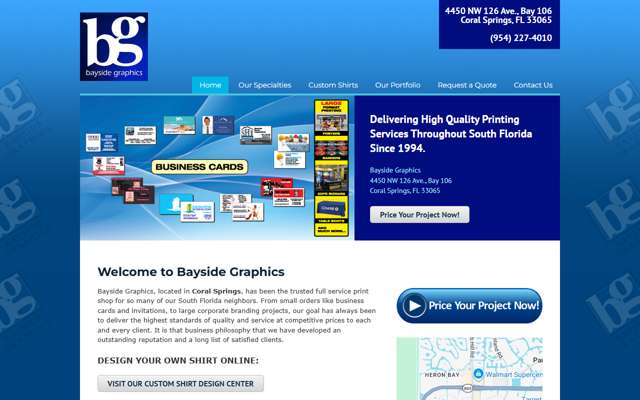 4450 NW 126 Ave., Bay 106
Coral Springs, FL 33065
(954) 227-4010
bg
bayside graphics
Home
Our Specialties
Custom Shirts
Our Portfolio
Request a Quote
Contact Us
LARGE
FORMAT
PRINTING
POSTERS
BANNERS
BUSINESS CARDS
TABLE SKIRTS
AND
MUCH MORE...
Delivering High Quality Printing
Services Throughout South Florida
Since 1994.
Bayside Graphics
4450 NW 126 Ave., Bay 106
Coral Springs, FL 33065
Price Your Project Now!
Welcome to Bayside Graphics
Bayside Graphics, located in Coral Springs, has been the trusted full service print
shop for so many of our South Florida neighbors. From small orders like business
cards and invitations, to large corporate branding projects, our goal has always been
to deliver the highest standards of quality and service at competitive prices to each
and every client. It is that business philosophy that we have developed an
outstanding reputation and a long list of satisfied clients.
DESIGN YOUR OWN SHIRT ONLINE:
VISIT OUR CUSTOM SHIRT DESIGN CENTER
Price Your Project Now!
HERON BAY
Walmart Supercen
Target